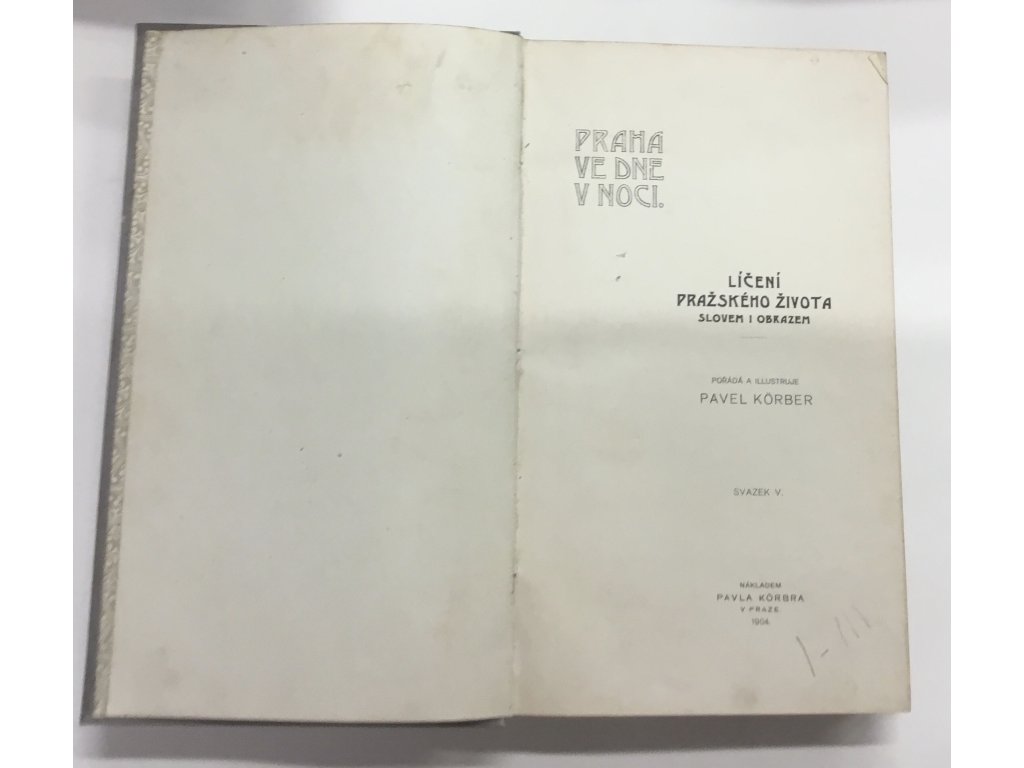 PRAHA
VE DNE
V NOCI.
LÍČENÍ
PRAŽSKÉHO ŽIVOTA
SLOVEM I OBRAZEM
POŘÁDÁ A ILLUSTRUJE
PAVEL KÖRBER
SVAZEK V.
NÁKLADEM
PAVLA KÖRBRA
V PRAZE
1904